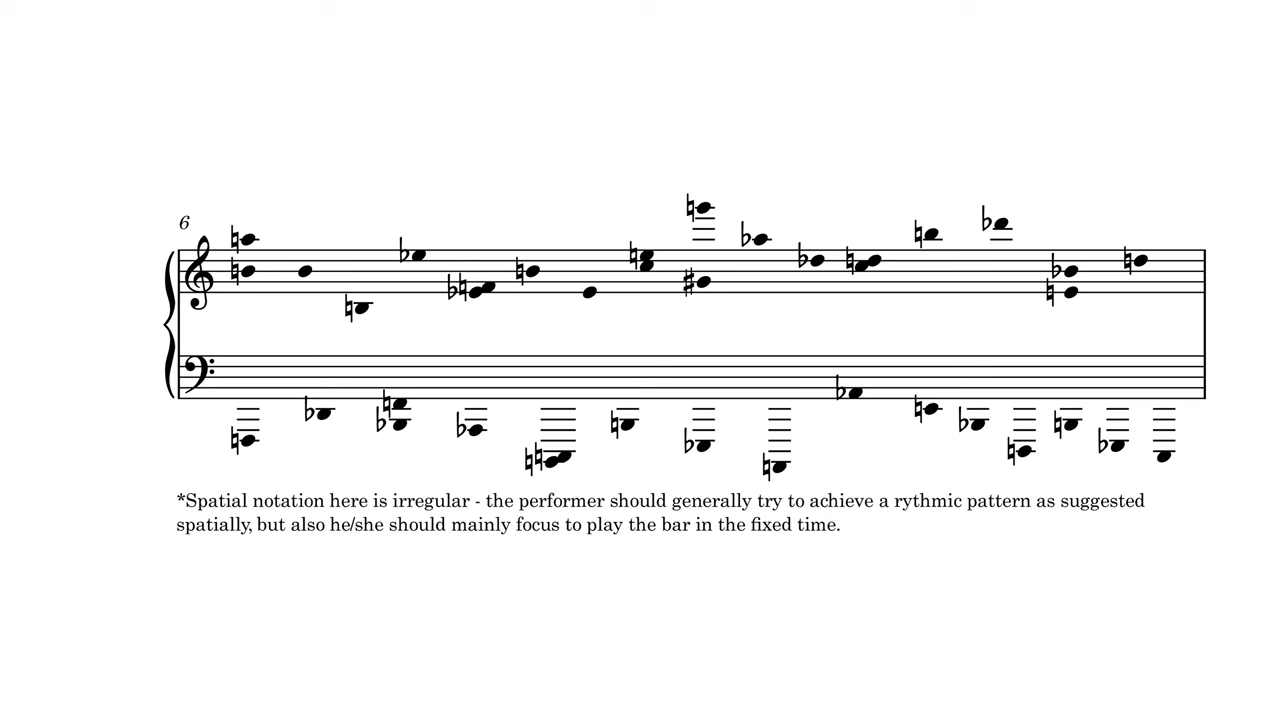 6
*Spatial notation here is irregular - the performer should generally try to achieve a rythmic pattern as suggested
spatially, but also he/she should mainly focus to play the bar in the fixed time.